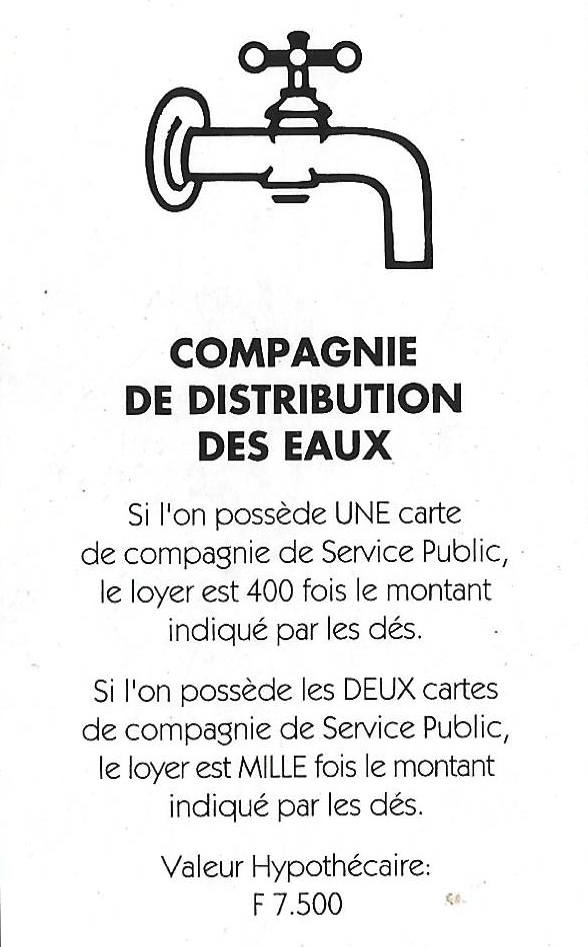 COMPAGNIE
DE DISTRIBUTION
DES EAUX
Si l'on possède UNE carte
de compagnie de Service Public,
le loyer est 400 fois le montant
indiqué par les dés.
Si l'on possède les DEUX cartes
de compagnie de Service Public,
le loyer est MILLE fois le montant
indiqué par les dés.
Valeur Hypothécaire:
F 7.500